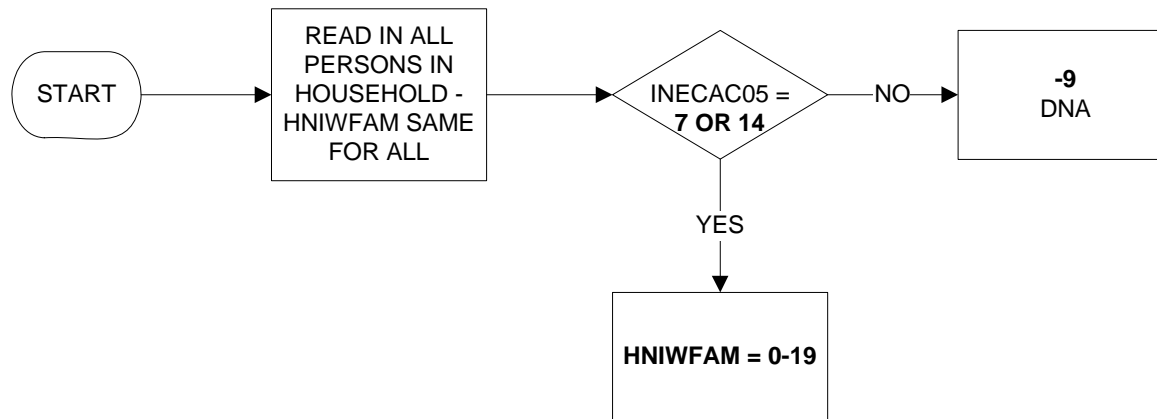 START
READ IN ALL
PERSONS IN
HOUSEHOLD -
HNIWFAM SAME
FOR ALL
INECAC05 =
7 OR 14
NO
-9
DNA
YES
HNIWFAM = 0-19